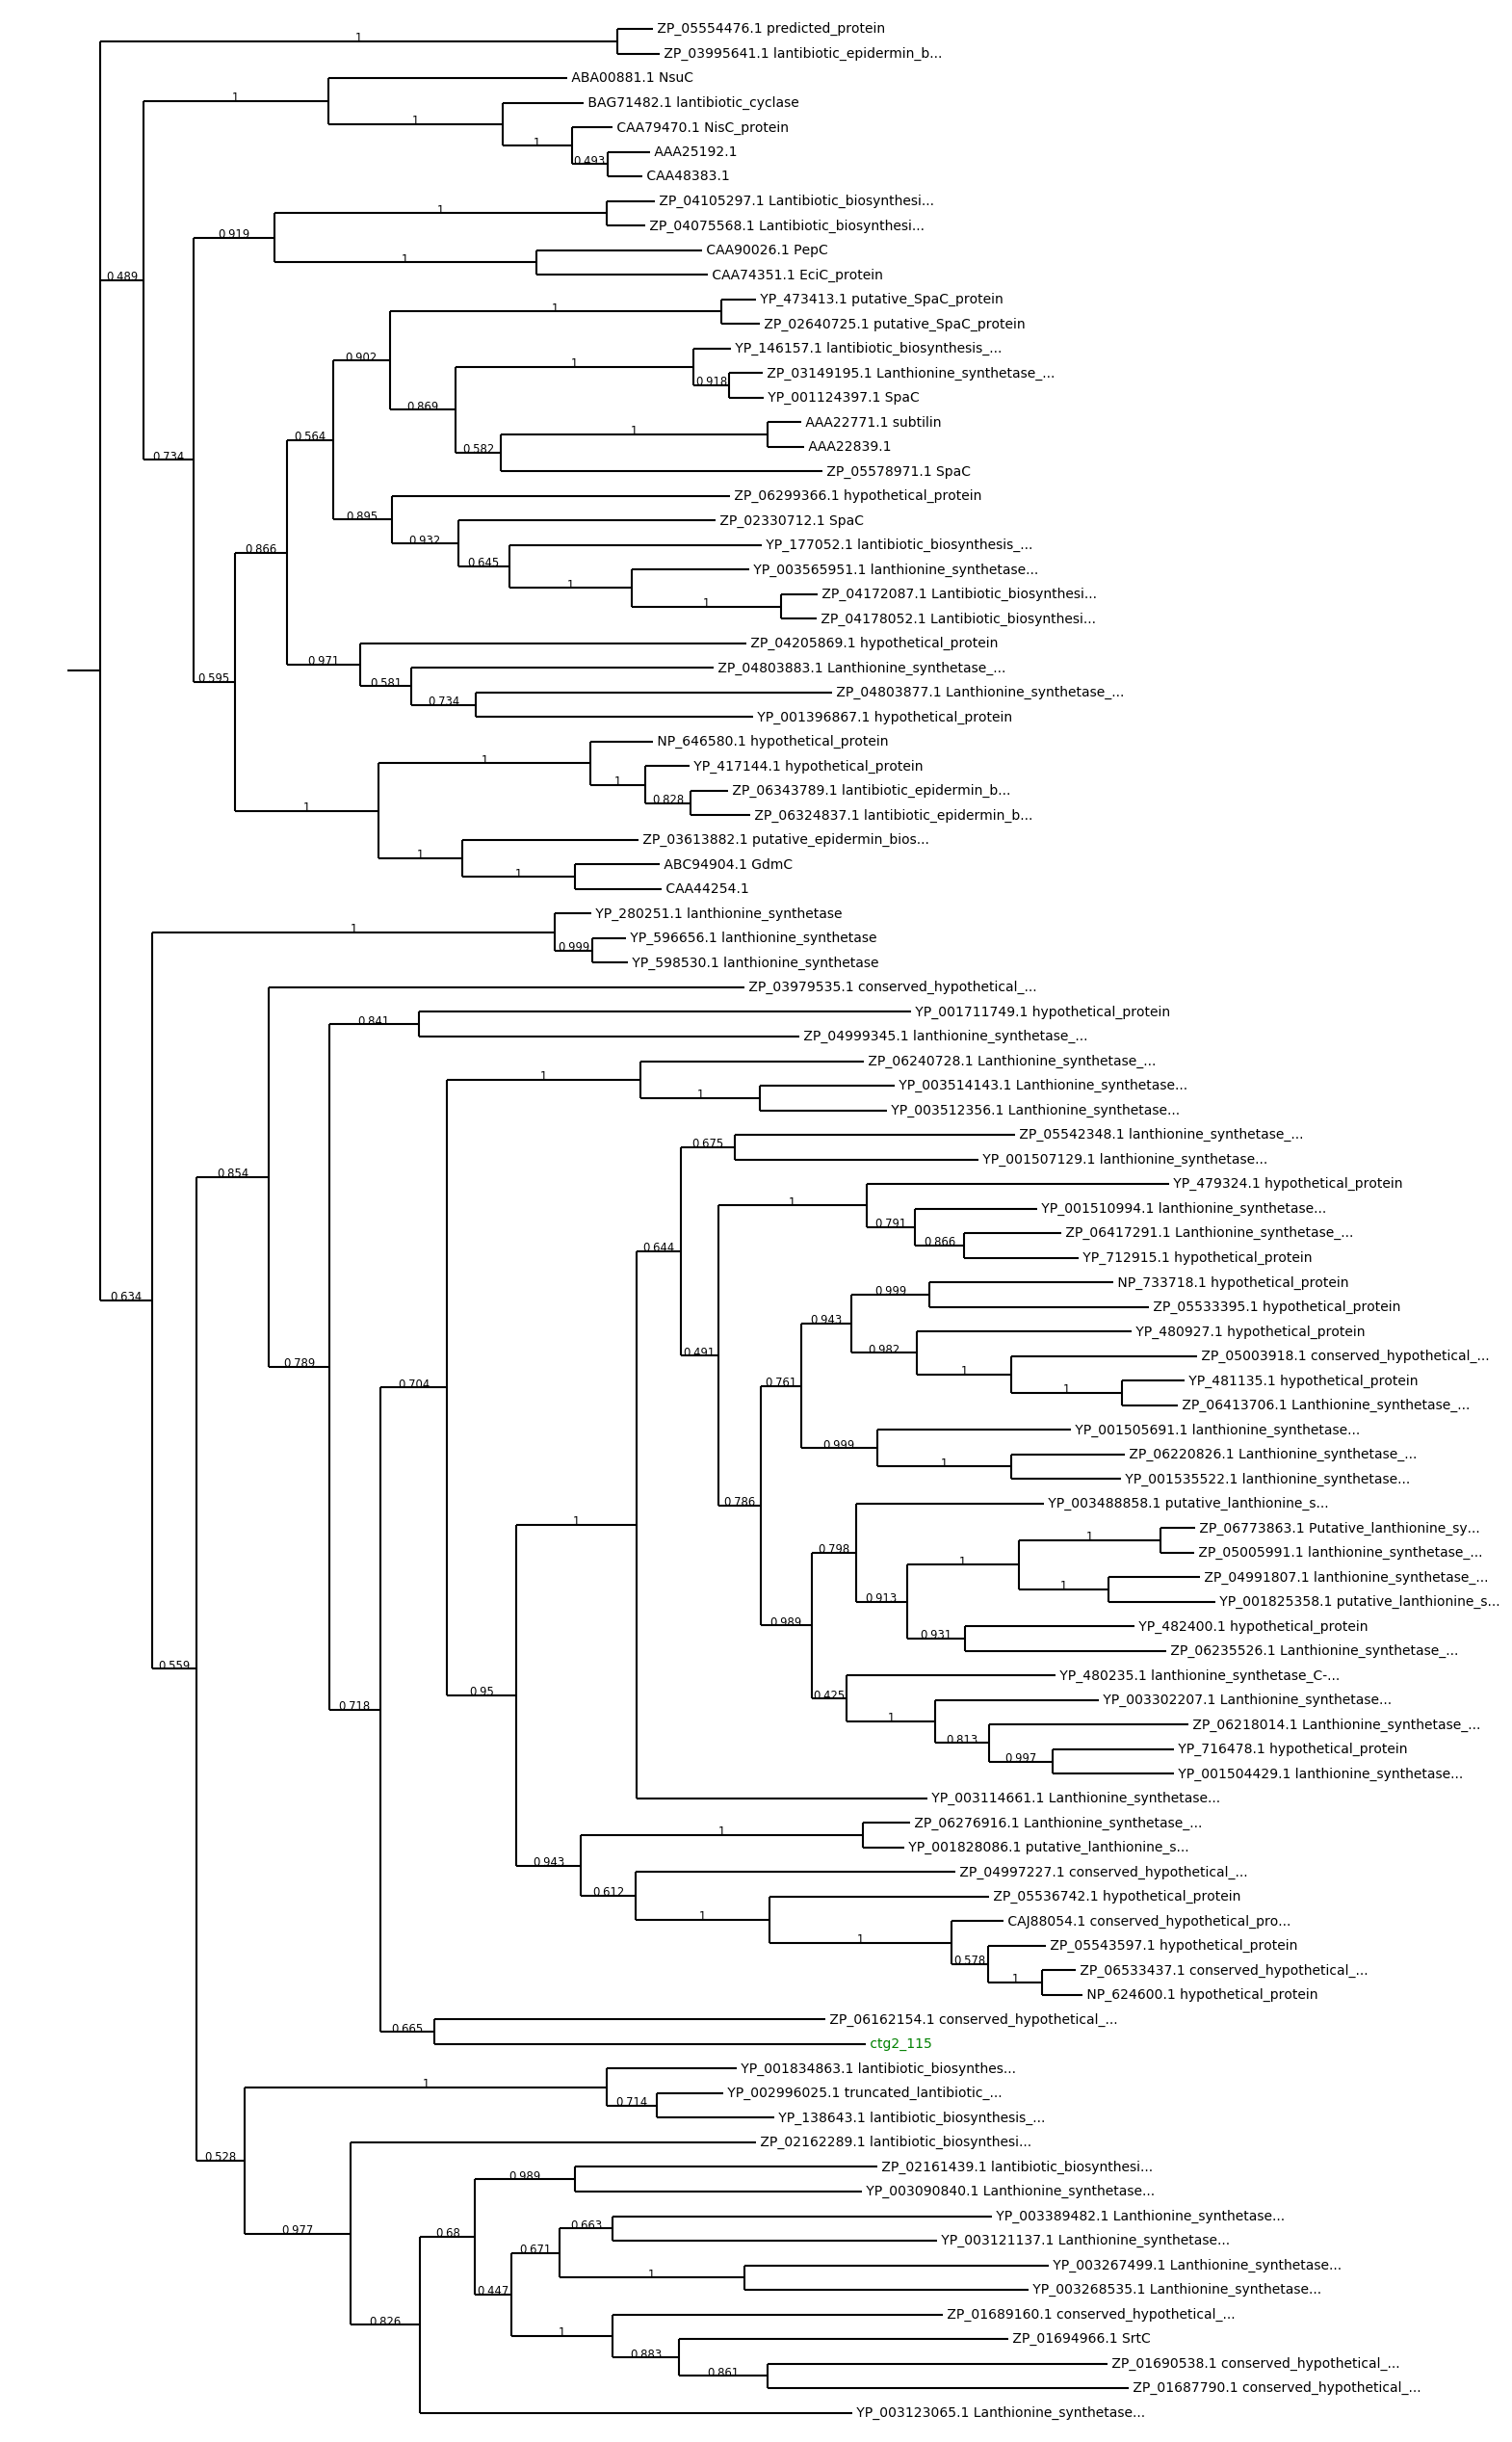 ZP_05554476.1 predicted_protein
1
ZP_03995641.1 lantibiotic_epidermin_b...
ABA00881.1 NsuC
1
BAG71482.1 lantibiotic_cyclase
1
CAA79470.1 NisC_protein
1
AAA25192.1
0.493
CAA48383.1
ZP_04105297.1 Lantibiotic_biosynthesi...
1
ZP_04075568.1 Lantibiotic_biosynthesi...
0.919
CAA90026.1 PepC
1
CAA74351.1 EciC_protein
0.489
YP_473413.1 putative_SpaC_protein
1
ZP_02640725.1 putative_SpaC_protein
YP_146157.1 lantibiotic_biosynthesis_...
0.902
1
ZP_03149195.1 Lanthionine_synthetase_...
0.918
YP_001124397.1 SpaC
0.869
AAA22771.1 subtilin
1
0.564
AAA22839.1
0.582
0.734
ZP_05578971.1 SpaC
ZP_06299366.1 hypothetical_protein
0.895
ZP_02330712.1 SpaC
0.932
YP_177052.1 lantibiotic_biosynthesis_...
0.866
0.645
YP_003565951.1 lanthionine_synthetase...
1
ZP_04172087.1 Lantibiotic_biosynthesi...
1
ZP_04178052.1 Lantibiotic_biosynthesi...
ZP_04205869.1 hypothetical_protein
0.971
ZP_04803883.1 Lanthionine_synthetase_...
0.595
0.581
ZP_04803877.1 Lanthionine_synthetase_...
0.734
YP_001396867.1 hypothetical_protein
NP_646580.1 hypothetical_protein
1
YP_417144.1 hypothetical_protein
1
ZP_06343789.1 lantibiotic_epidermin_b...
0.828
1
ZP_06324837.1 lantibiotic_epidermin_b...
ZP_03613882.1 putative_epidermin_bios...
1
ABC94904.1 GdmC
1
CAA44254.1
YP_280251.1 lanthionine_synthetase
1
YP_596656.1 lanthionine_synthetase
0.999
YP_598530.1 lanthionine_synthetase
ZP_03979535.1 conserved_hypothetical_...
YP_001711749.1 hypothetical_protein
0.841
ZP_04999345.1 lanthionine_synthetase_...
ZP_06240728.1 Lanthionine_synthetase_...
1
YP_003514143.1 Lanthionine_synthetase...
1
YP_003512356.1 Lanthionine_synthetase...
ZP_05542348.1 lanthionine_synthetase_...
0.675
YP_001507129.1 lanthionine_synthetase...
0.854
YP_479324.1 hypothetical_protein
1
YP_001510994.1 lanthionine_synthetase...
0.791
ZP_06417291.1 Lanthionine_synthetase_...
0.866
0.644
YP_712915.1 hypothetical_protein
NP_733718.1 hypothetical_protein
0.999
0.634
ZP_05533395.1 hypothetical_protein
0.943
YP_480927.1 hypothetical_protein
0.982
0.491
ZP_05003918.1 conserved_hypothetical_...
0.789
1
YP_481135.1 hypothetical_protein
0.761
0.704
1
ZP_06413706.1 Lanthionine_synthetase_...
YP_001505691.1 lanthionine_synthetase...
0.999
ZP_06220826.1 Lanthionine_synthetase_...
1
YP_001535522.1 lanthionine_synthetase...
0.786
YP_003488858.1 putative_lanthionine_s...
1
ZP_06773863.1 Putative_lanthionine_sy...
1
0.798
ZP_05005991.1 lanthionine_synthetase_...
1
ZP_04991807.1 lanthionine_synthetase_...
1
0.913
YP_001825358.1 putative_lanthionine_s...
0.989
YP_482400.1 hypothetical_protein
0.931
ZP_06235526.1 Lanthionine_synthetase_...
0.559
YP_480235.1 lanthionine_synthetase_C-...
0.95
0.425
YP_003302207.1 Lanthionine_synthetase...
0.718
1
ZP_06218014.1 Lanthionine_synthetase_...
0.813
YP_716478.1 hypothetical_protein
0.997
YP_001504429.1 lanthionine_synthetase...
YP_003114661.1 Lanthionine_synthetase...
ZP_06276916.1 Lanthionine_synthetase_...
1
YP_001828086.1 putative_lanthionine_s...
0.943
ZP_04997227.1 conserved_hypothetical_...
0.612
ZP_05536742.1 hypothetical_protein
1
CAJ88054.1 conserved_hypothetical_pro...
1
ZP_05543597.1 hypothetical_protein
0.578
ZP_06533437.1 conserved_hypothetical_...
1
NP_624600.1 hypothetical_protein
ZP_06162154.1 conserved_hypothetical_...
0.665
ctg2_115
YP_001834863.1 lantibiotic_biosynthes...
1
YP_002996025.1 truncated_lantibiotic_...
0.714
YP_138643.1 lantibiotic_biosynthesis_...
ZP_02162289.1 lantibiotic_biosynthesi...
0.528
ZP_02161439.1 lantibiotic_biosynthesi...
0.989
YP_003090840.1 Lanthionine_synthetase...
YP_003389482.1 Lanthionine_synthetase...
0.663
0.977
0.68
YP_003121137.1 Lanthionine_synthetase...
0.671
YP_003267499.1 Lanthionine_synthetase...
1
YP_003268535.1 Lanthionine_synthetase...
0.447
ZP_01689160.1 conserved_hypothetical_...
0.826
1
ZP_01694966.1 SrtC
0.883
ZP_01690538.1 conserved_hypothetical_...
0.861
ZP_01687790.1 conserved_hypothetical_...
YP_003123065.1 Lanthionine_synthetase...